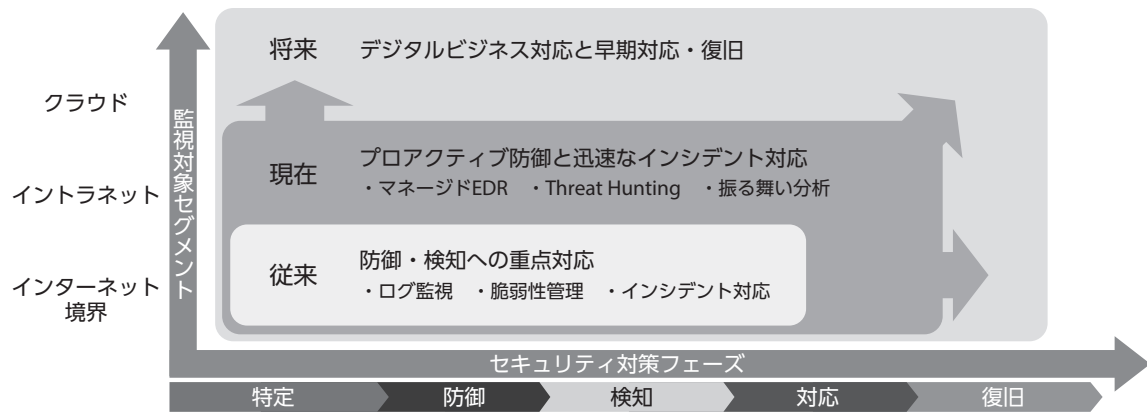 将来 デジタルビジネス対応と早期対応・復旧
クラウド
監視対象セグメント
プロアクティブ防御と迅速なインシデント対応
現在
・マネージドEDR ・Threat Hunting ・振る舞い分析
イントラネット
防御・検知への重点対応
従来
・ログ監視 ・脆弱性管理 ・インシデント対応
インターネット
境界
セキュリティ対策フェーズ
特定 防御 検知 対応 復旧